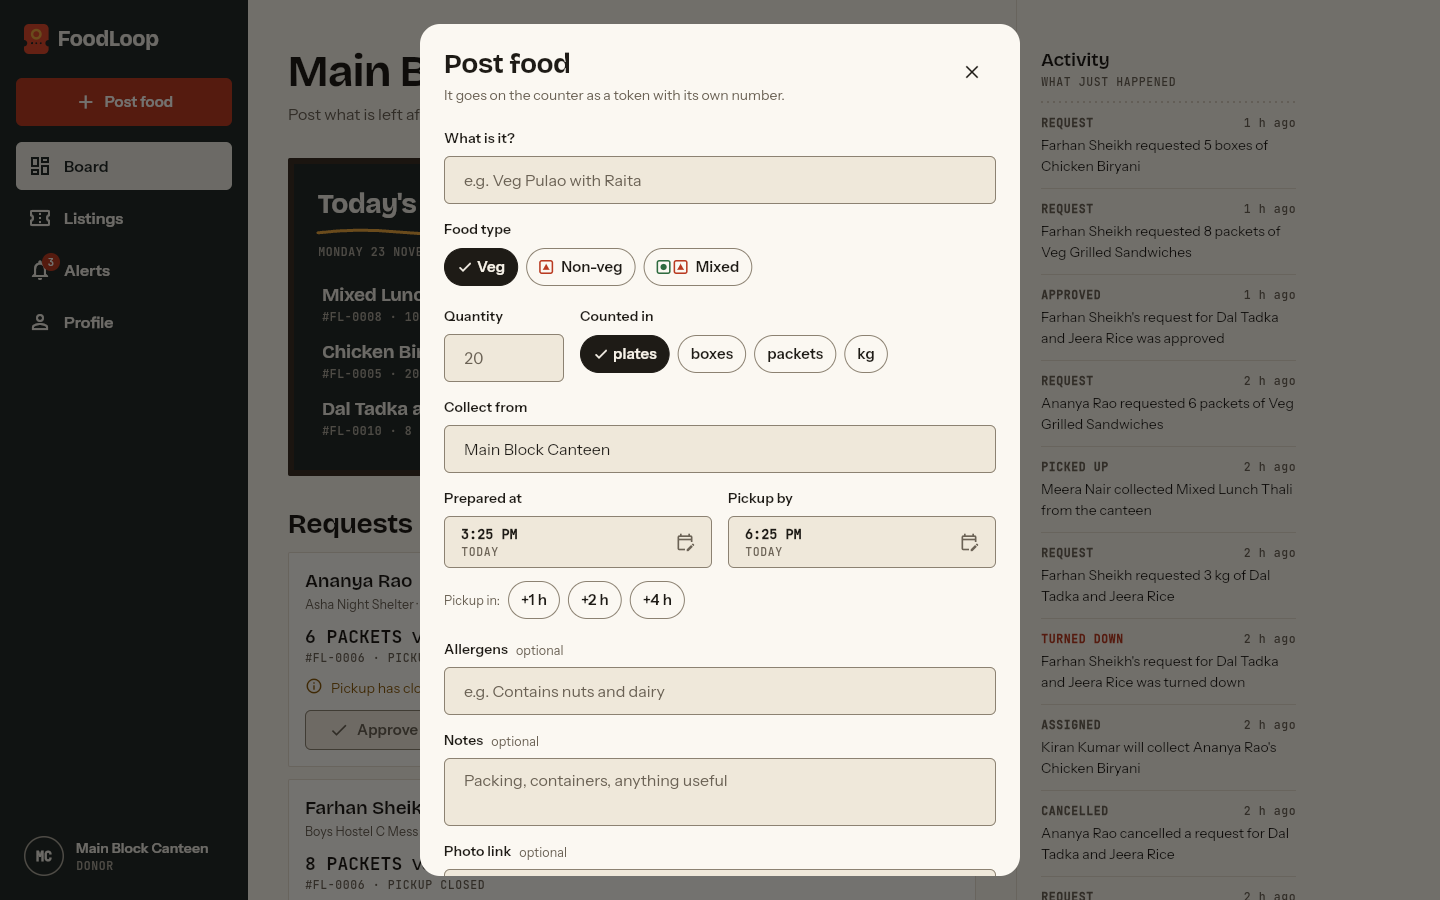 FoodLoop
Post food
Board
Listings
3
Alerts
Profile
MC
Main Block Canteen
DONOR
Main B
Post what is left af
Today's
MONDAY 23 NOVE
Mixed Lunc
#FL-0008 · 10
Chicken Bir
#FL-0005 · 20
Dal Tadka a
#FL-0010 · 8
Requests
Ananya Rao
Asha Night Shelter ·
6 PACKETS
#FL-0006 · PICKU
Pickup has clo
Approve
Farhan Sheik
Boys Hostel C Mess
8 PACKETS
#FL-0006 · PICKUP CLOSED
Post food
It goes on the counter as a token with its own number.
What is it?
e.g. Veg Pulao with Raita
Food type
Veg
Non-veg
Mixed
Quantity
Counted in
20
plates
boxes
packets
kg
Collect from
Main Block Canteen
Prepared at
Pickup by
3:25 PM
TODAY
6:25 PM
TODAY
Pickup in:
+1 h
+2 h
+4 h
Allergens optional
e.g. Contains nuts and dairy
Notes optional
Packing, containers, anything useful
Photo link optional
Activity
WHAT JUST HAPPENED
REQUEST 1 h ago
Farhan Sheikh requested 5 boxes of
Chicken Biryani
REQUEST 1 h ago
Farhan Sheikh requested 8 packets of
Veg Grilled Sandwiches
APPROVED 1 h ago
Farhan Sheikh's request for Dal Tadka
and Jeera Rice was approved
REQUEST 2 h ago
Ananya Rao requested 6 packets of Veg
Grilled Sandwiches
PICKED UP 2 h ago
Meera Nair collected Mixed Lunch Thali
from the canteen
REQUEST 2 h ago
Farhan Sheikh requested 3 kg of Dal
Tadka and Jeera Rice
TURNED DOWN 2 h ago
Farhan Sheikh's request for Dal Tadka
and Jeera Rice was turned down
ASSIGNED 2 h ago
Kiran Kumar will collect Ananya Rao's
Chicken Biryani
CANCELLED 2 h ago
Ananya Rao cancelled a request for Dal
Tadka and Jeera Rice
REQUEST 2 h ago